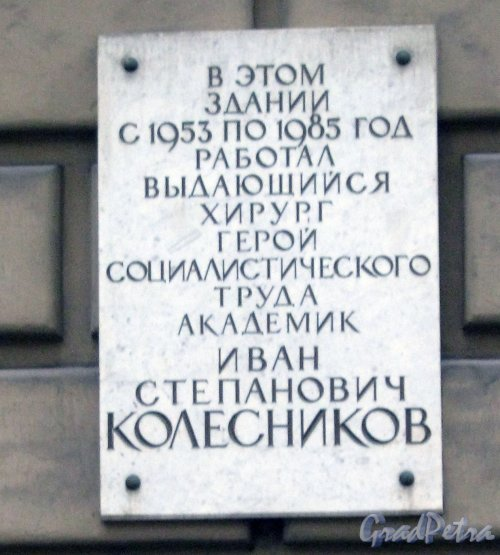 В ЭТОМ
ЗДАНИИ
С 1953 ПО 1985 ГОД
РАБОТАЛ
ВЫДАЮЩИЙСЯ
ХИРУРГ
ГЕРОЙ
СОЦИАЛИСТИЧЕСКОГО
ТРУДА
АКАДЕМИК
ИВАН
СТЕПАНОВИЧ
КОЛЕСНИКОВ
GradPetra